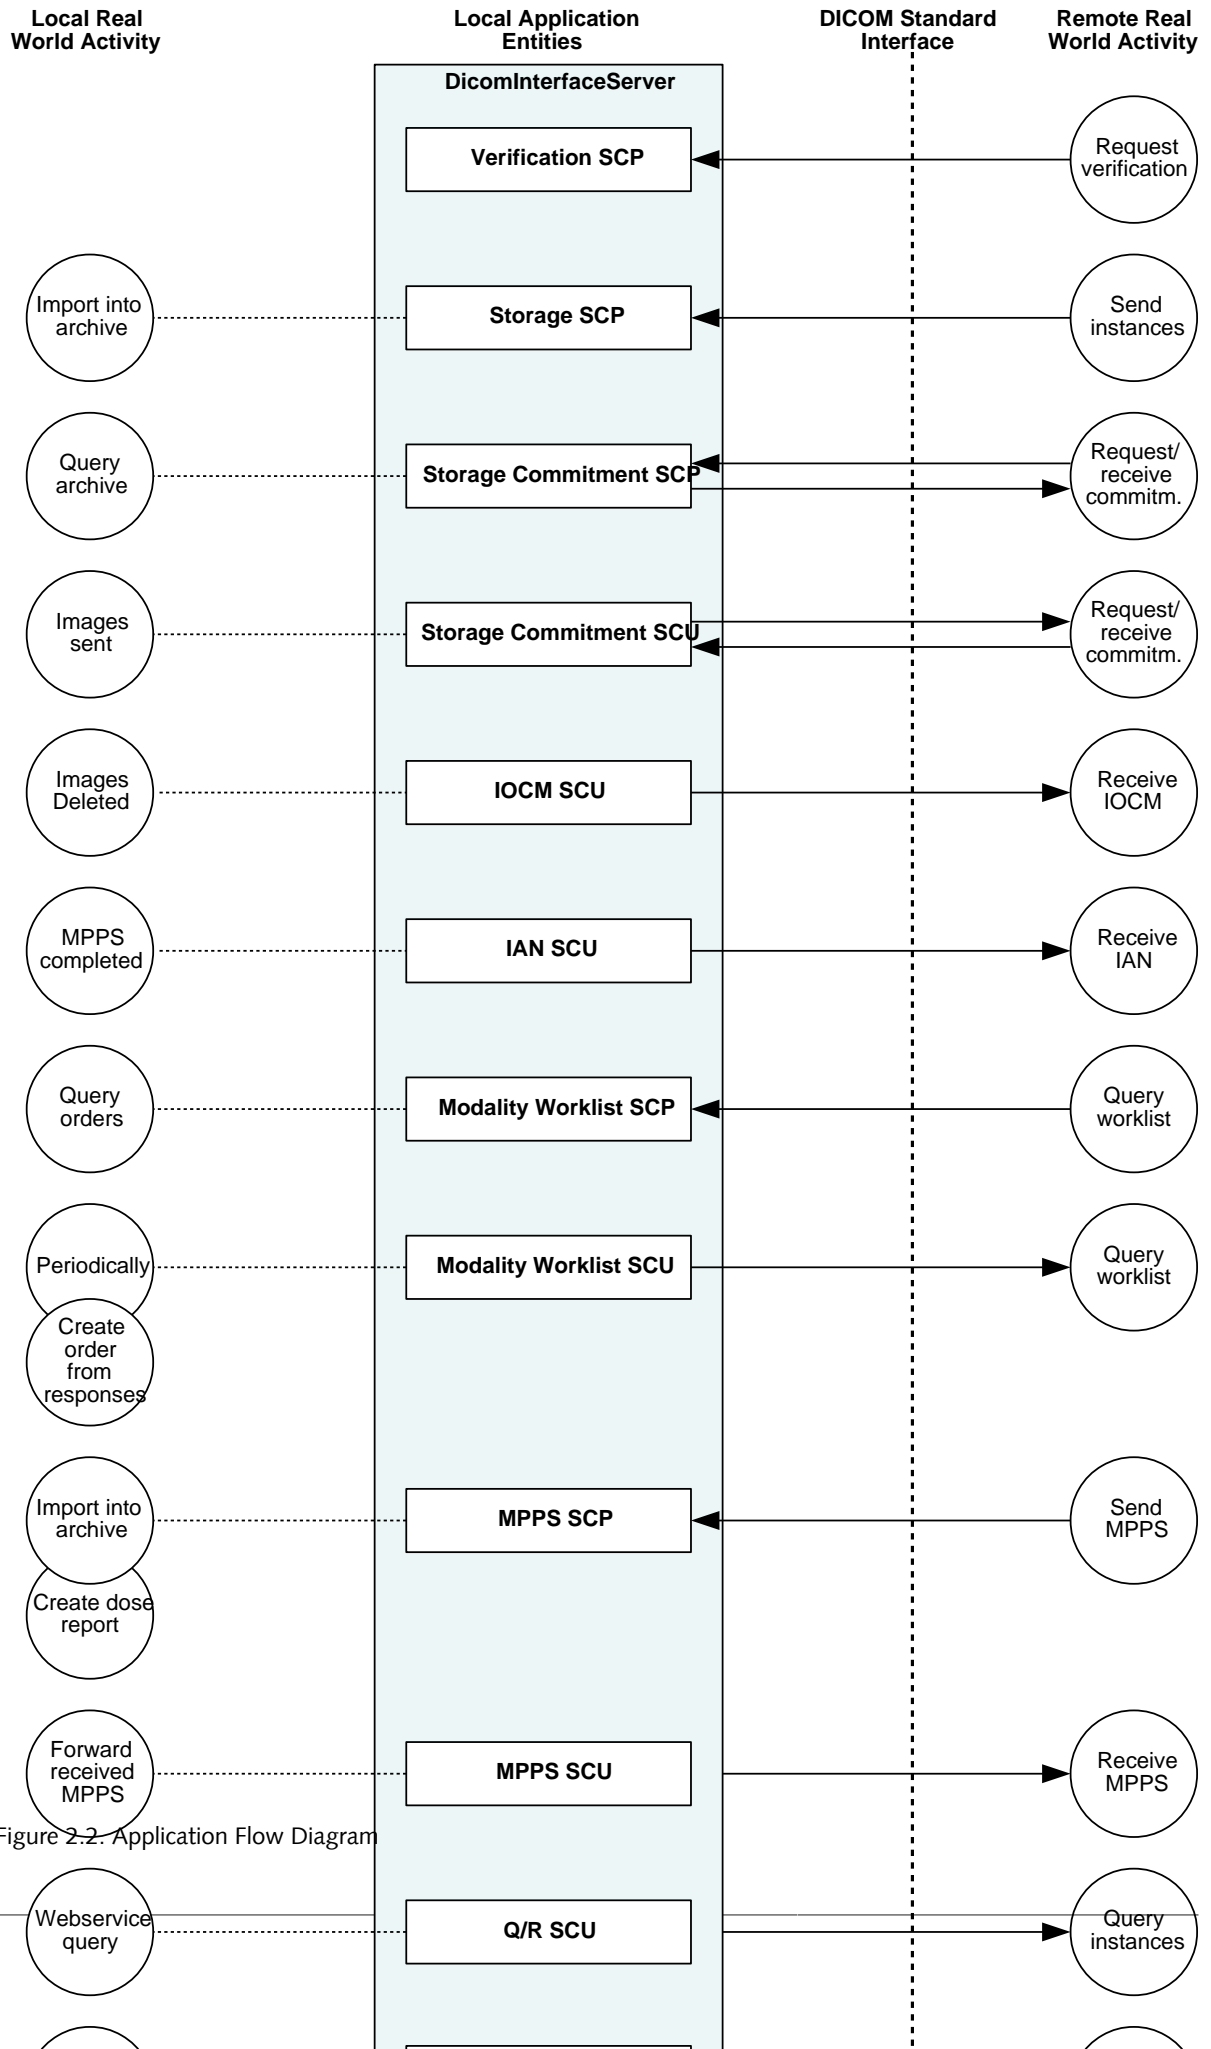 Local Real
World Activity
Local Application
Entities
DICOM Standard
Interface
Remote Real
World Activity
DicomInterfaceServer
Verification SCP
Request
verification
Import into
archive
Storage SCP
Send
instances
Query
archive
Storage Commitment SCP
Request/
receive
commitm.
Images
sent
Storage Commitment SCU
Request/
receive
commitm.
Images
Deleted
IOCM SCU
Receive
IOCM
MPPS
completed
IAN SCU
Receive
IAN
Query
orders
Modality Worklist SCP
Query
worklist
Periodically
Modality Worklist SCU
Query
worklist
Create
order
from
responses
Import into
archive
MPPS SCP
Send
MPPS
Create dose
report
Forward
received
MPPS
MPPS SCU
Receive
MPPS
Figure 2.2. Application Flow Diagram
Webservice
query
Q/R SCU
Query
instances